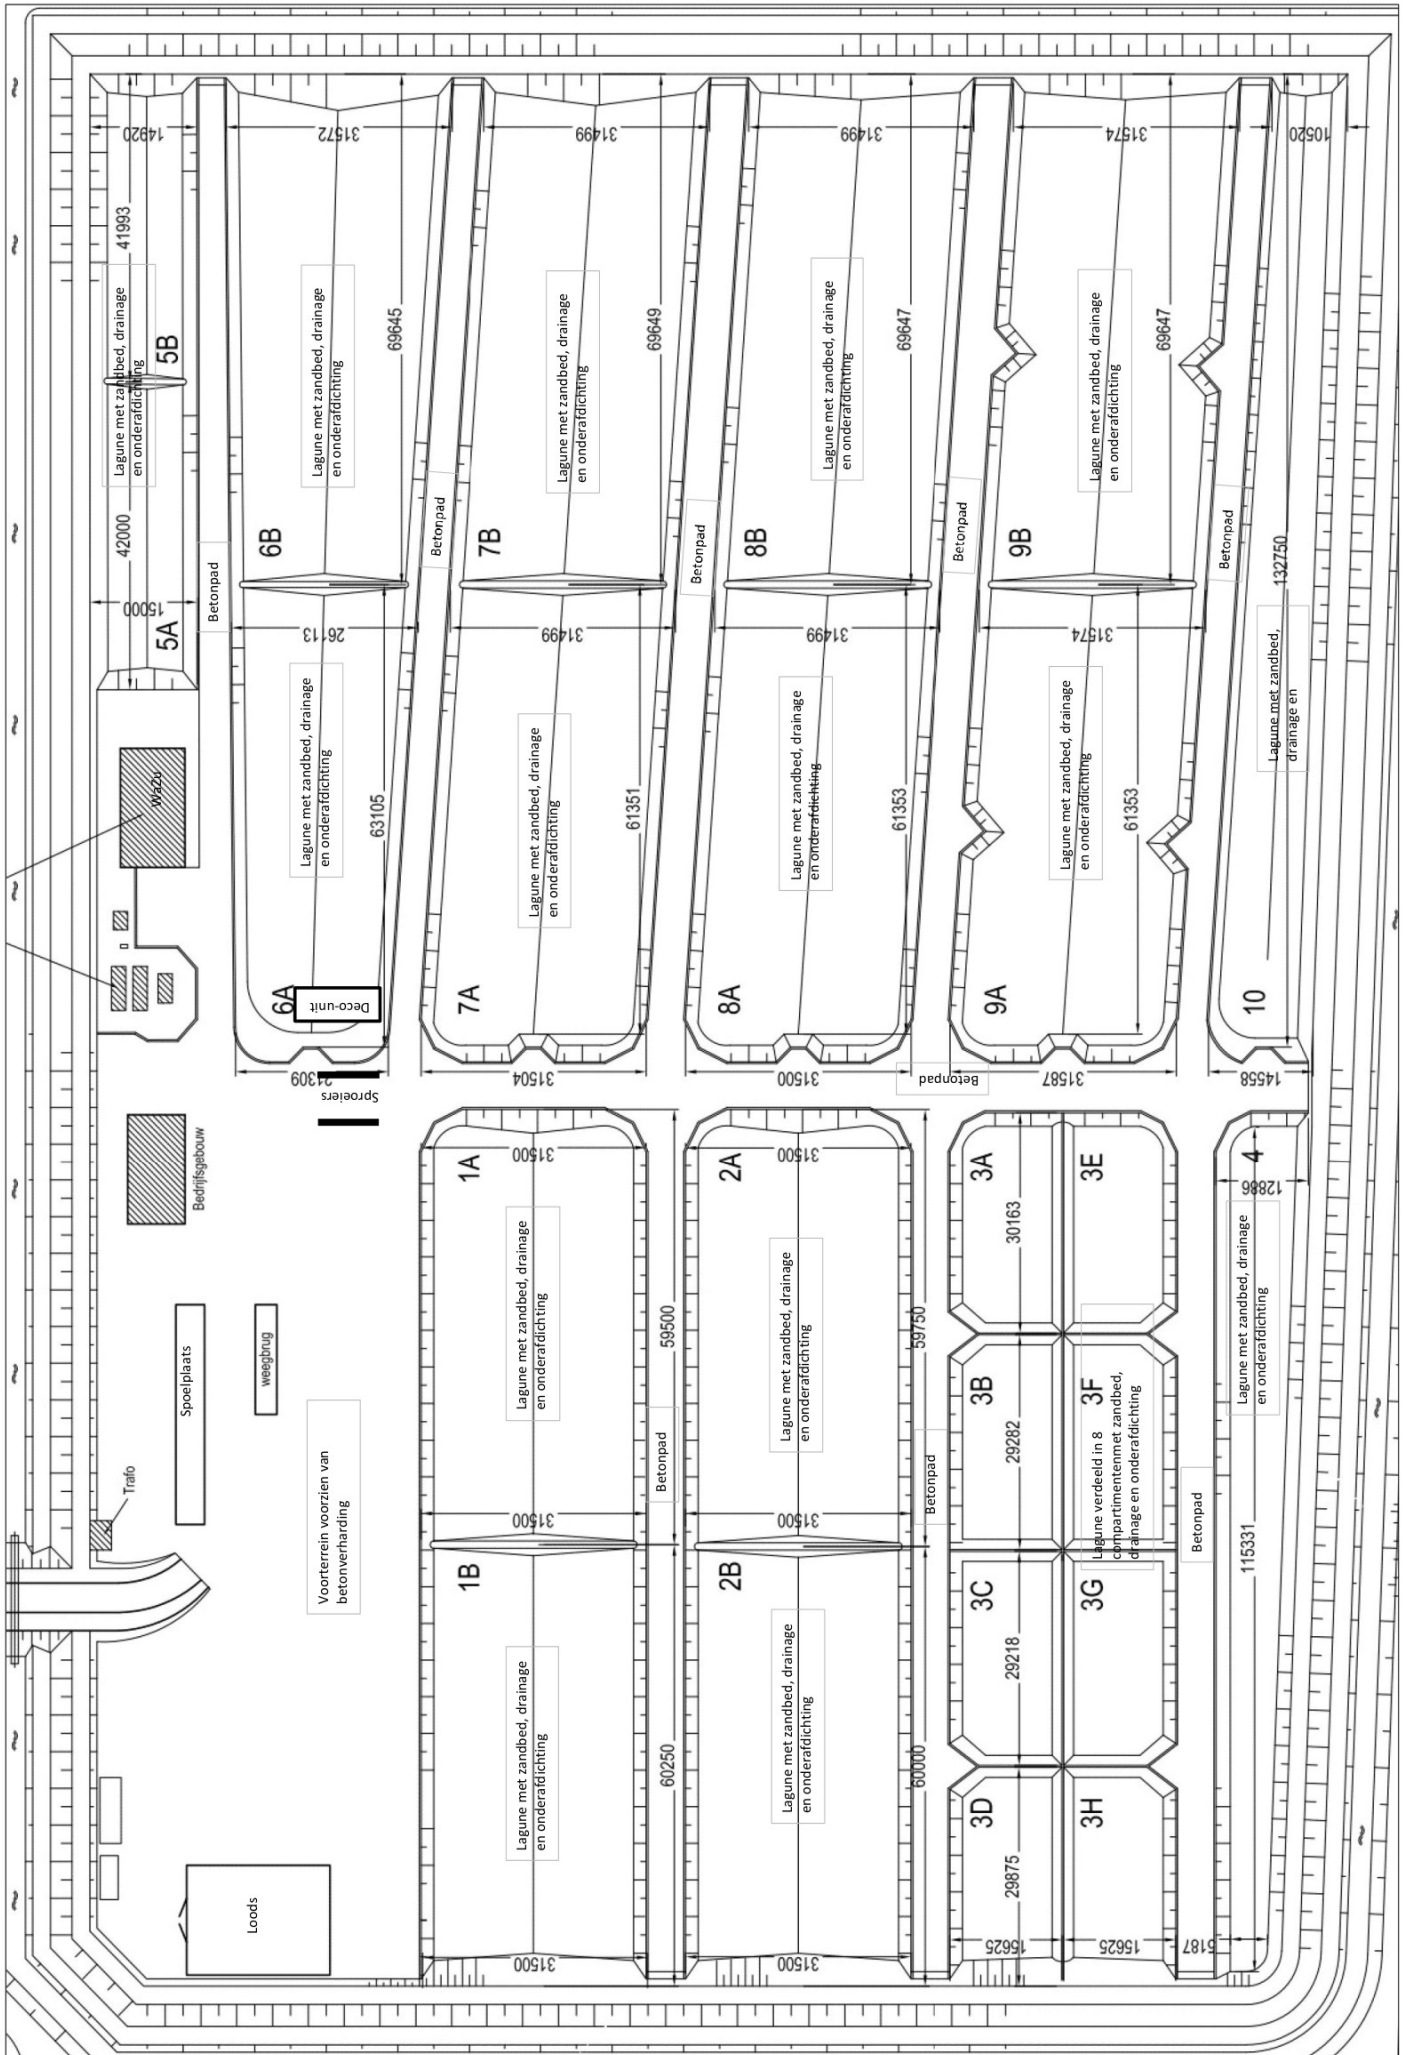 14920
31572
31499
31499
31574
10520
41993
5B
Lagune met zandbed, drainage
en onderafdichting
69645
Lagune met zandbed, drainage
en onderafdichting
69649
Lagune met zandbed, drainage
en onderafdichting
69647
Lagune met zandbed, drainage
en onderafdichting
69647
Lagune met zandbed, drainage
en onderafdichting
42000
15000
5A
Betonpad
6B
Betonpad
7B
Betonpad
8B
Betonpad
9B
Betonpad
132750
26113
31499
31499
31574
Lagune met zandbed,
drainage en
WaZu
Lagune met zandbed, drainage
en onderafdichting
63105
Lagune met zandbed, drainage
en onderafdichting
61351
Lagune met zandbed, drainage
en onderafdichting
61353
Lagune met zandbed, drainage
en onderafdichting
61353
6A
Deco-unit
7A
8A
9A
10
21309
31504
31500
Betonpad
31587
14558
Sproeiers
Bedrijfsgebouw
1A
31500
2A
31500
3A
3E
4
12886
30163
Lagune met zandbed, drainage
en onderafdichting
59500
Lagune met zandbed, drainage
en onderafdichting
59750
Lagune met zandbed, drainage
en onderafdichting
Spoelplaats
weegbrug
Trafo
Voorterrein voorzien van
betonverharding
Betonpad
Betonpad
3B
29282
3F
Lagune verdeeld in 8
compartimentenmet zandbed,
drainage en onderafdichting
Betonpad
115331
31500
31500
1B
2B
3C
3G
29218
Lagune met zandbed, drainage
en onderafdichting
60250
Lagune met zandbed, drainage
en onderafdichting
60000
3D
3H
29875
Loods
31500
31500
15625
15625
5187